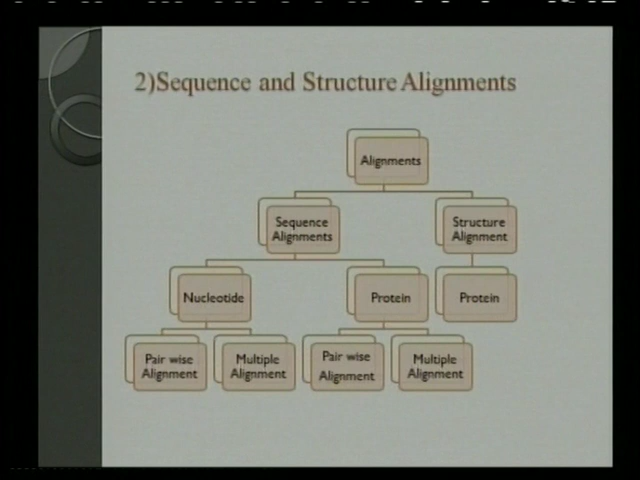 2)Sequence and Structure Alignments
Alignments
Sequence
Alignments
Structure
Alignment
Nucleotide
Protein
Protein
Pair wise
Alignment
Multiple
Alignment
Pair wise
Alignment
Multiple
Alignment